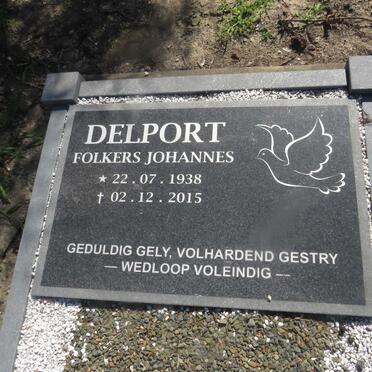 DELPORT
FOLKERS JOHANNES
★ 22 . 07 . 1938
† 02 . 12 . 2015
GEDULDIG GELY, VOLHARDEND GESTRY
— WEDLOOP VOLEINDIG —